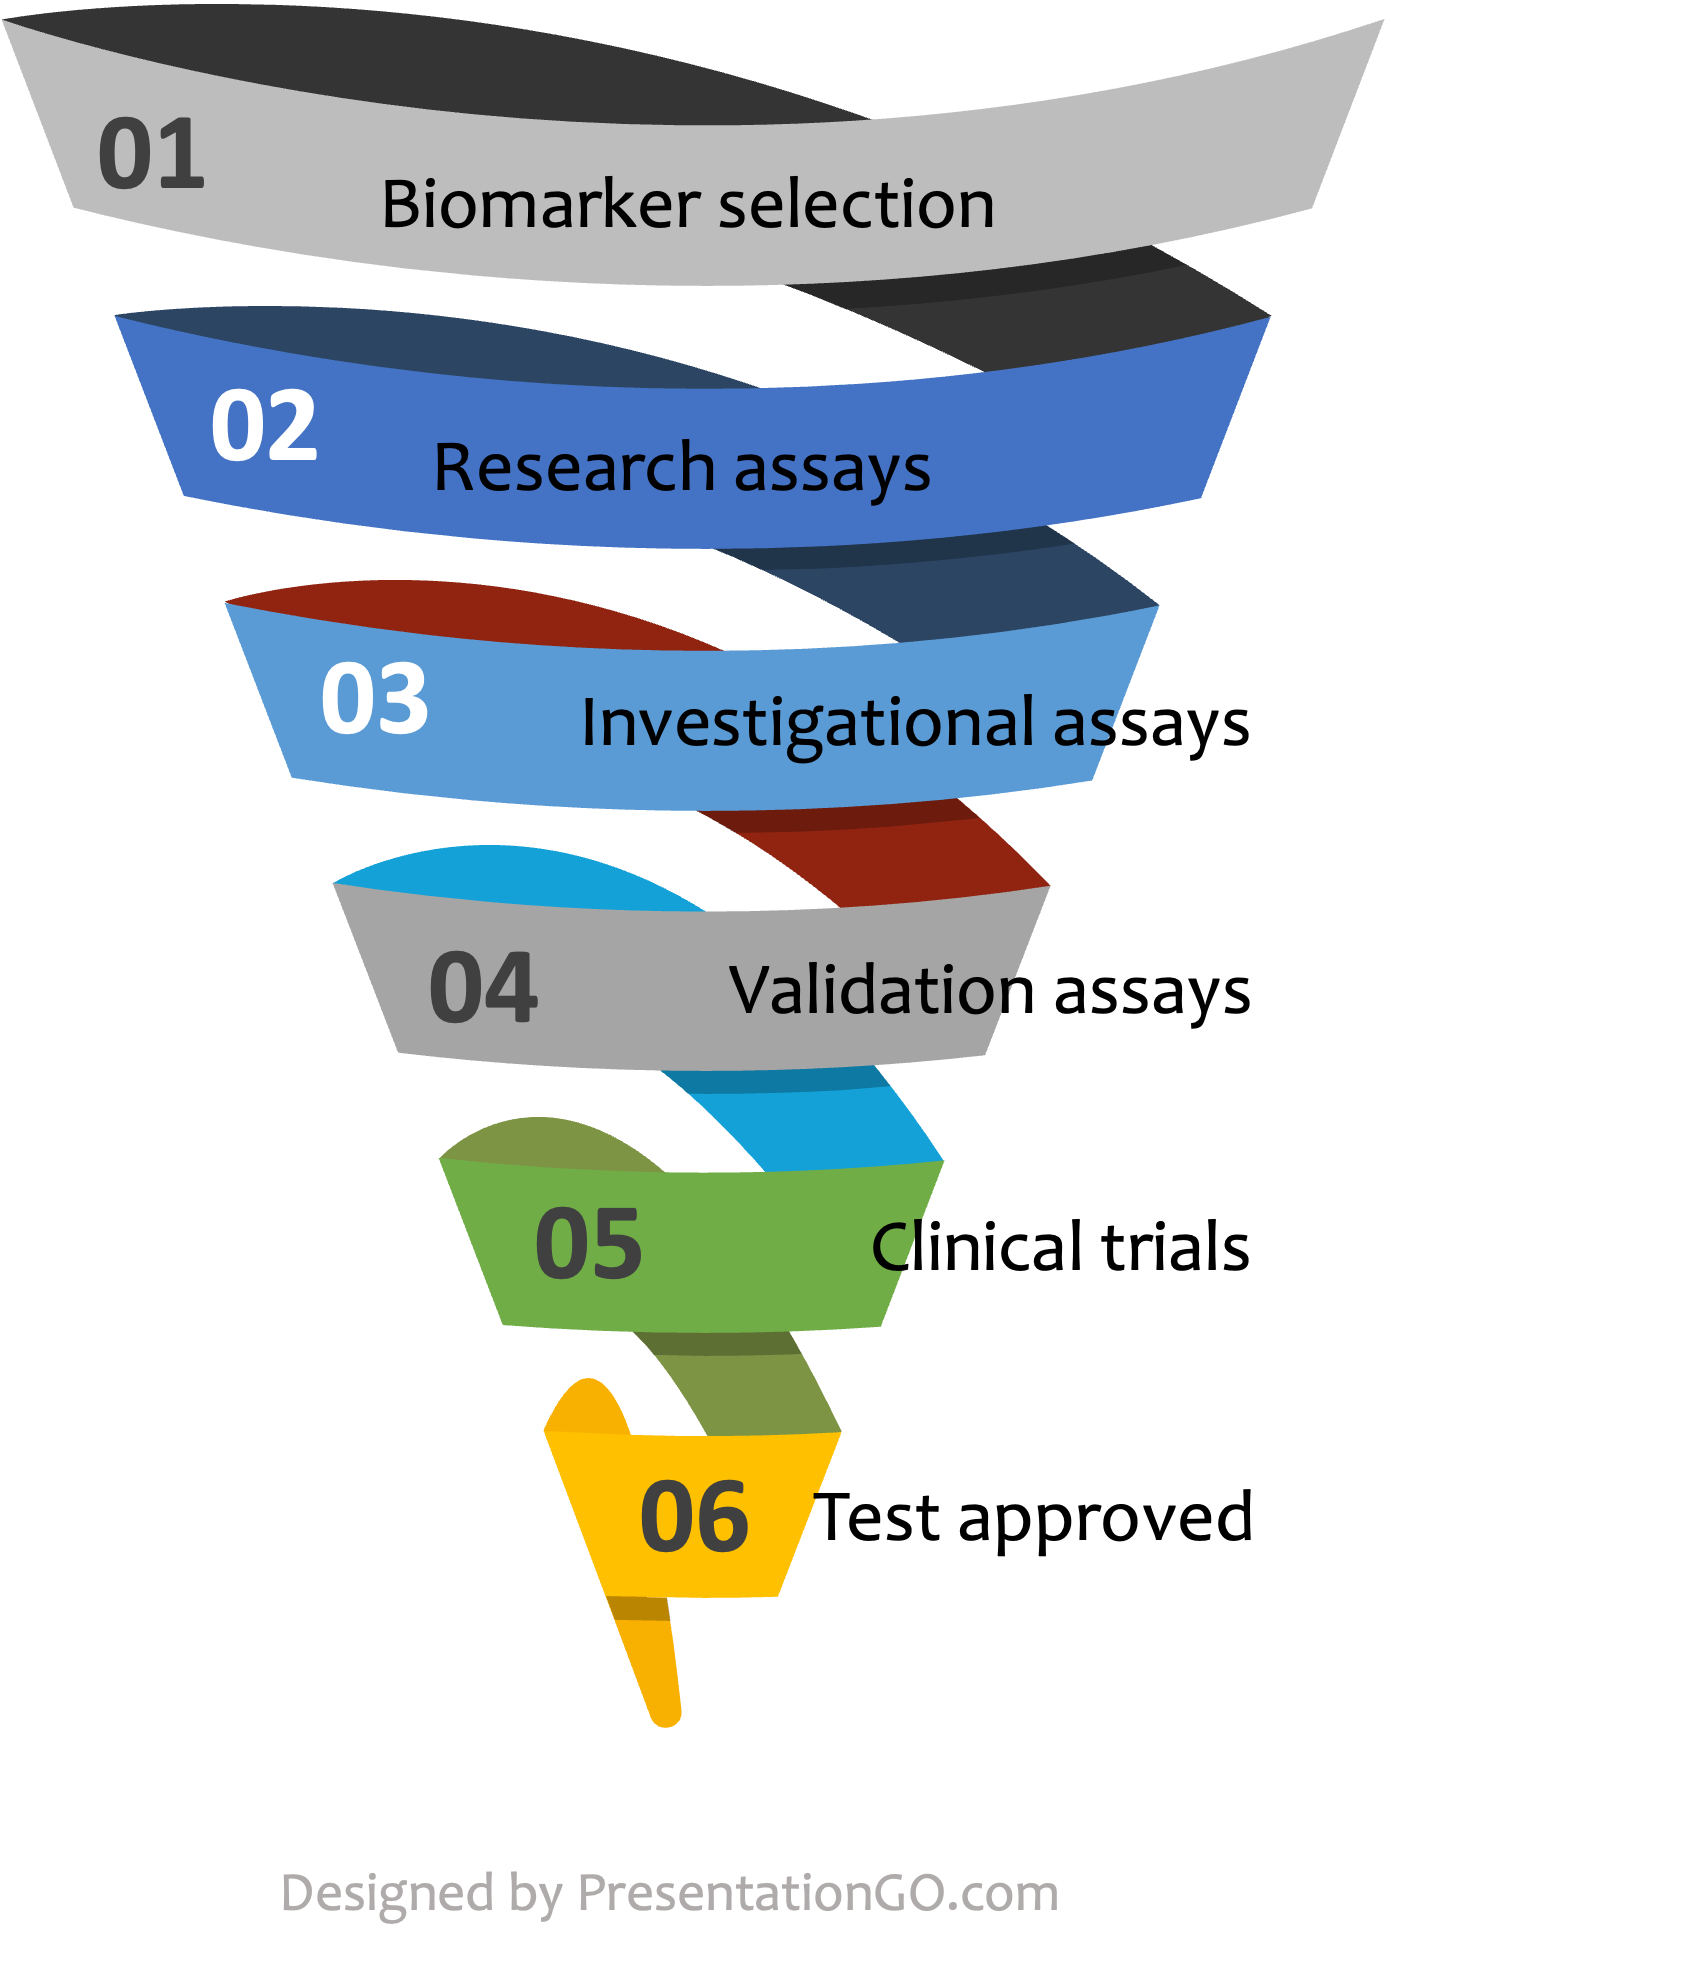 01
Biomarker selection
02
Research assays
03
Investigational assays
04
Validation assays
05
Clinical trials
06
Test approved
Designed by PresentationGO.com